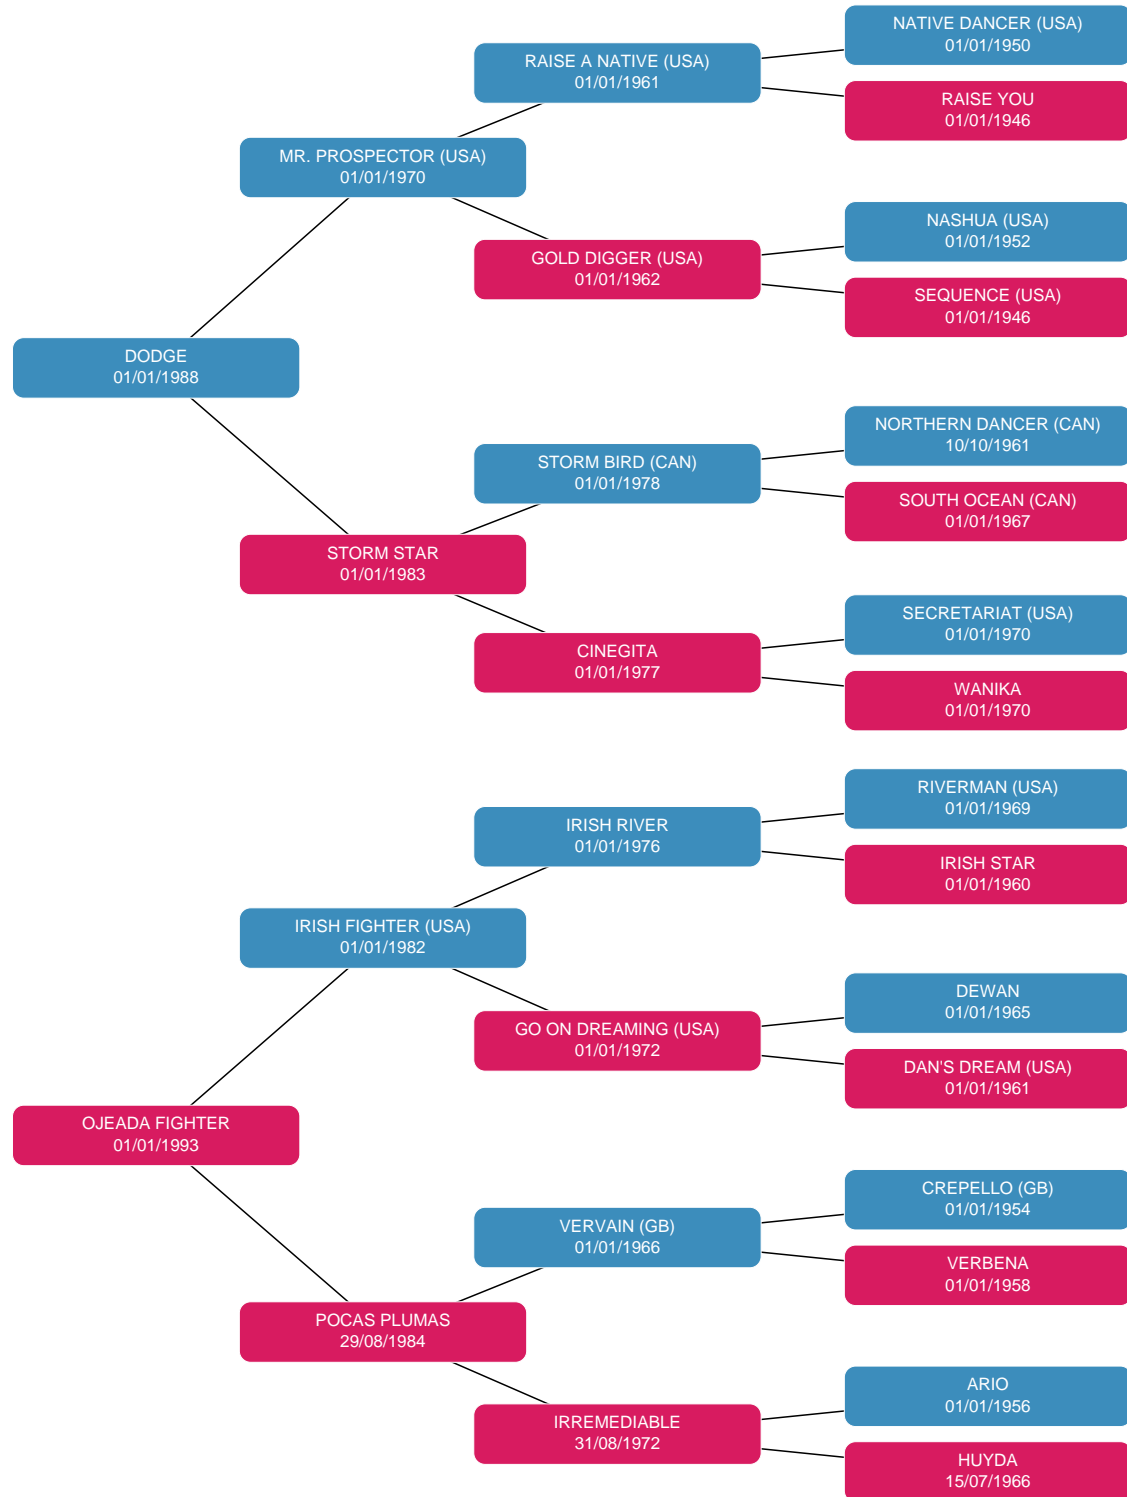 NATIVE DANCER (USA)
01/01/1950
RAISE A NATIVE (USA)
01/01/1961
RAISE YOU
01/01/1946
MR. PROSPECTOR (USA)
01/01/1970
NASHUA (USA)
01/01/1952
GOLD DIGGER (USA)
01/01/1962
SEQUENCE (USA)
01/01/1946
DODGE
01/01/1988
NORTHERN DANCER (CAN)
10/10/1961
STORM BIRD (CAN)
01/01/1978
SOUTH OCEAN (CAN)
01/01/1967
STORM STAR
01/01/1983
SECRETARIAT (USA)
01/01/1970
CINEGITA
01/01/1977
WANIKA
01/01/1970
RIVERMAN (USA)
01/01/1969
IRISH RIVER
01/01/1976
IRISH STAR
01/01/1960
IRISH FIGHTER (USA)
01/01/1982
DEWAN
01/01/1965
GO ON DREAMING (USA)
01/01/1972
DAN'S DREAM (USA)
01/01/1961
OJEADA FIGHTER
01/01/1993
CREPELLO (GB)
01/01/1954
VERVAIN (GB)
01/01/1966
VERBENA
01/01/1958
POCAS PLUMAS
29/08/1984
ARIO
01/01/1956
IRREMEDIABLE
31/08/1972
HUYDA
15/07/1966